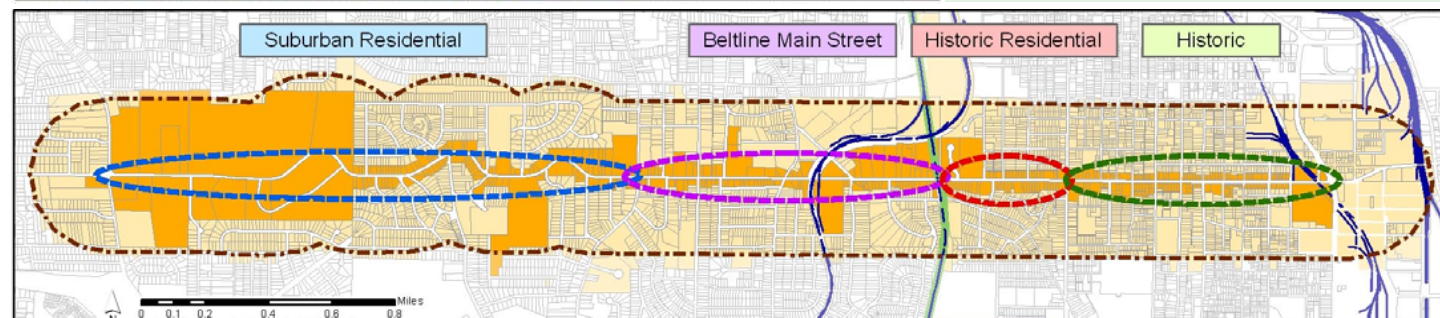 Suburban Residential
Beltline Main Street
Historic Residential
Historic
Miles
0 0.1 0.2 0.4 0.6 0.8
N